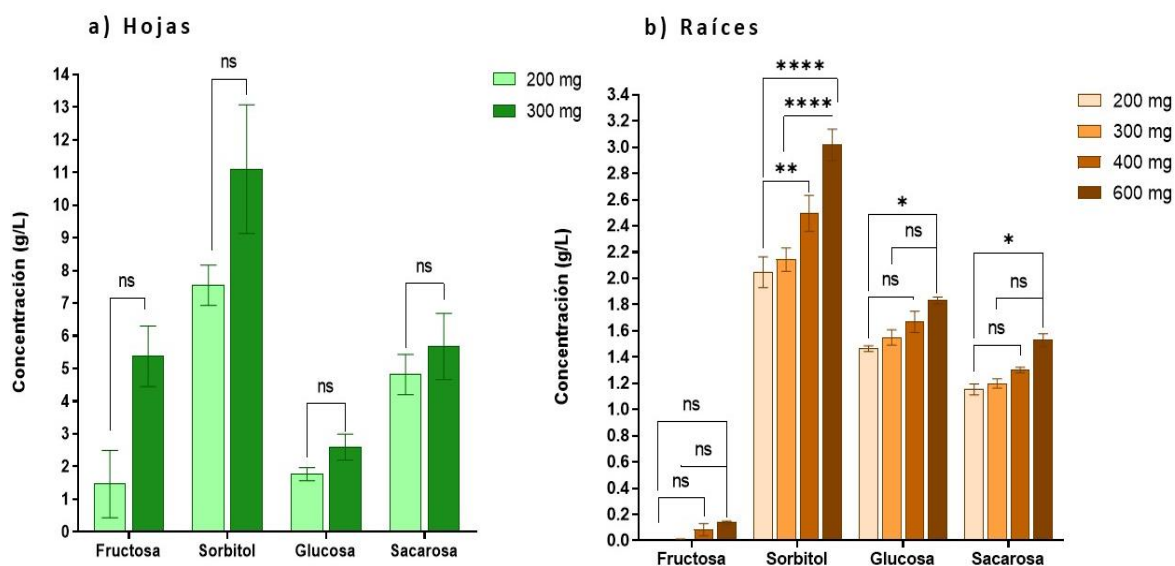 a) Hojas
Concentración (g/L)
14
13
12
11
10
9
8
7
6
5
4
3
2
1
0
ns
ns
ns
ns
200 mg
300 mg
Fructosa Sorbitol Glucosa Sacarosa
b) Raíces
Concentración (g/L)
3.4
3.2
3.0
2.8
2.6
2.4
2.2
2.0
1.8
1.6
1.4
1.2
1.0
0.8
0.6
0.4
0.2
0.0
ns
ns
ns
****
****
**
*
ns
ns
*
ns
ns
200 mg
300 mg
400 mg
600 mg
Fructosa Sorbitol Glucosa Sacarosa